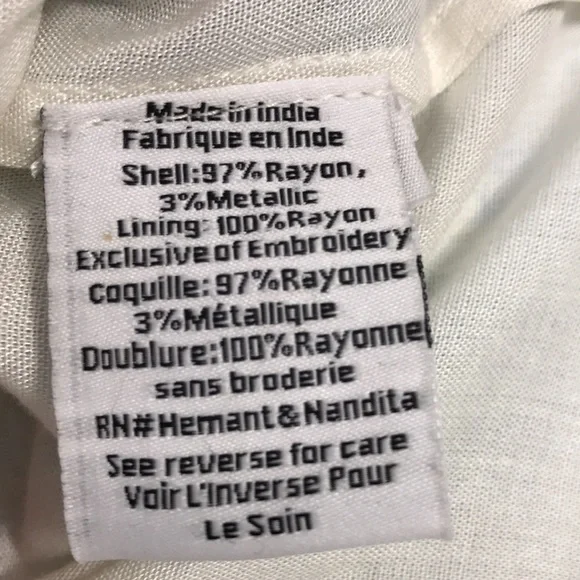 Made in india
Fabrique en Inde
Shell:97%Rayon,
3%Metallic
Lining: 100%Rayon
Exclusive of Embroidery
Coquille: 97%Rayonne
3%Métallique
Doublure:100%Rayonne
sans broderie
RN#Hemant&Nandita
See reverse for care
Voir L'Inverse Pour
Le Soin